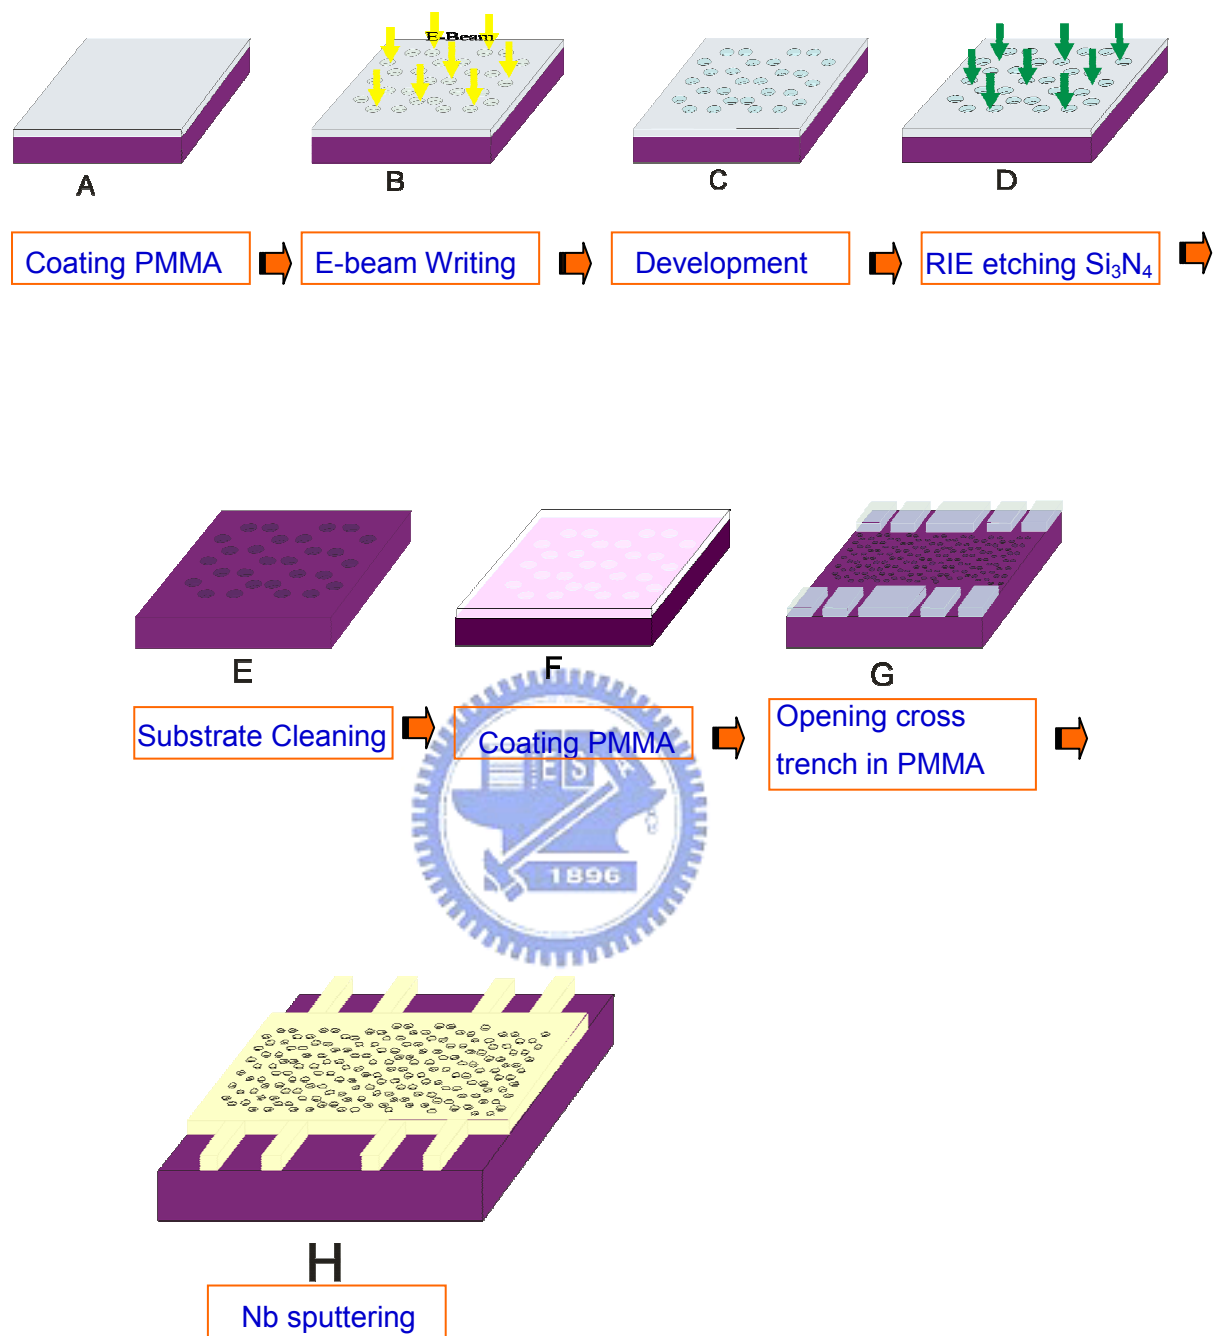 E-Beam
A
B
C
D
Coating PMMA
E-beam Writing
Development
RIE etching Si₃N₄
E
F
G
Substrate Cleaning
Coating PMMA
Opening cross
trench in PMMA
E S A
1896
H
Nb sputtering